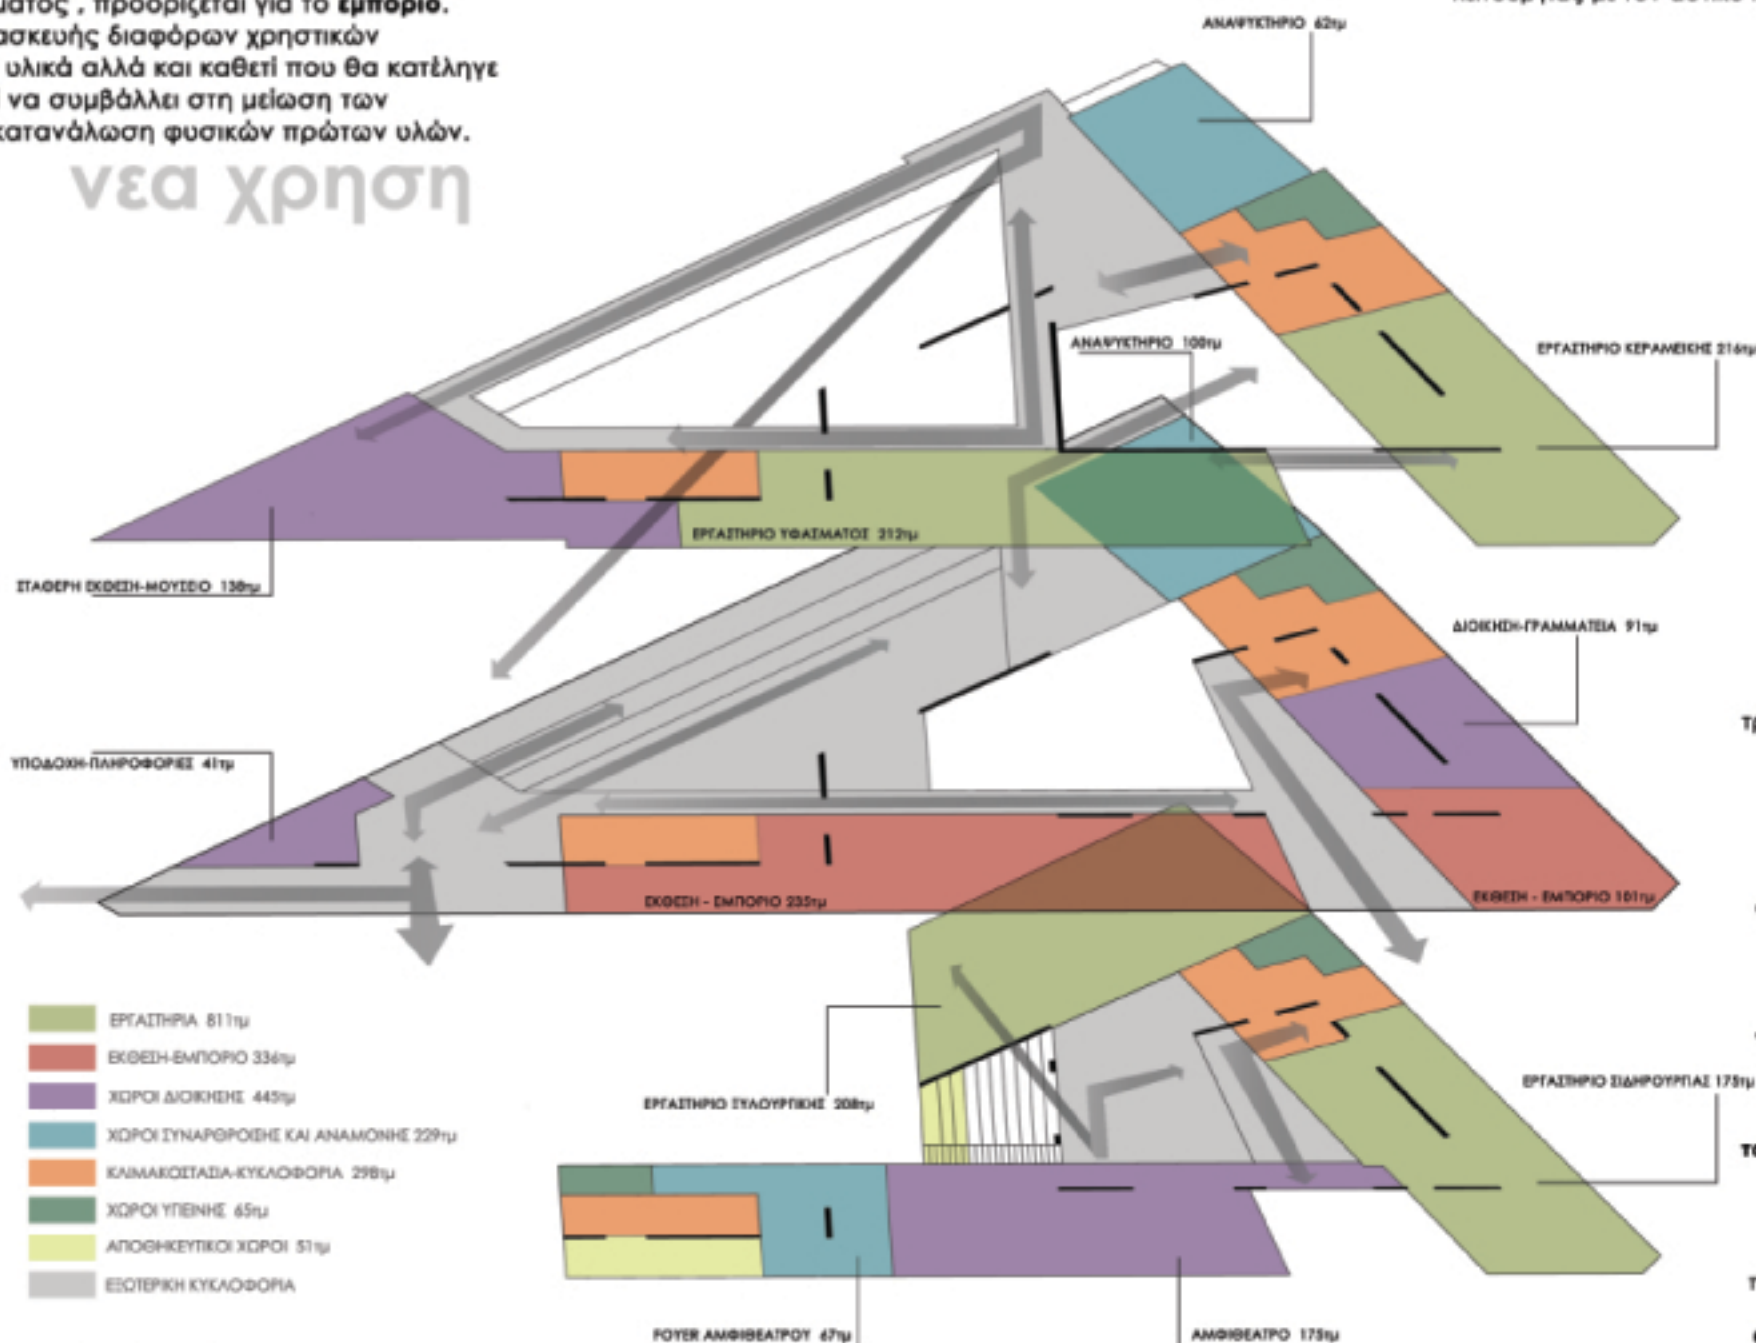 ματος , προορίζεται για το εμπόριο.
ασκευής διαφόρων χρηστικών
υλικά αλλά και καθετί που θα κατέληγε
να συμβάλλει στη μείωση των
κατανάλωση φυσικών πρώτων υλών.
νεα χρηση
ΑΝΑΨΥΚΤΗΡΙΟ 62τμ
ΑΝΑΨΥΚΤΗΡΙΟ 100τμ
ΕΡΓΑΣΤΗΡΙΟ ΚΕΡΑΜΕΙΚΗΣ 216τμ
ΕΡΓΑΣΤΗΡΙΟ ΥΦΑΣΜΑΤΟΣ 212τμ
ΣΤΑΘΕΡΗ ΕΚΘΕΣΗ-ΜΟΥΣΕΙΟ 138τμ
ΔΙΟΙΚΗΣΗ-ΓΡΑΜΜΑΤΕΙΑ 91τμ
ΥΠΟΔΟΧΗ-ΠΛΗΡΟΦΟΡΙΕΣ 41τμ
ΕΚΘΕΣΗ - ΕΜΠΟΡΙΟ 235τμ
ΕΚΘΕΣΗ - ΕΜΠΟΡΙΟ 101τμ
ΕΡΓΑΣΤΗΡΙΑ 811τμ
ΕΚΘΕΣΗ-ΕΜΠΟΡΙΟ 336τμ
ΧΩΡΟΙ ΔΙΟΙΚΗΣΗΣ 445τμ
ΧΩΡΟΙ ΣΥΝΑΡΘΡΟΙΣΗΣ ΚΑΙ ΑΝΑΜΟΝΗΣ 229τμ
ΚΛΙΜΑΚΟΣΤΑΣΙΑ-ΚΥΚΛΟΦΟΡΙΑ 298τμ
ΧΩΡΟΙ ΥΓΙΕΙΝΗΣ 65τμ
ΑΠΟΘΗΚΕΥΤΙΚΟΙ ΧΩΡΟΙ 51τμ
ΕΞΩΤΕΡΙΚΗ ΚΥΚΛΟΦΟΡΙΑ
ΕΡΓΑΣΤΗΡΙΟ ΞΥΛΟΥΡΓΙΚΗΣ 208τμ
ΕΡΓΑΣΤΗΡΙΟ ΣΙΔΗΡΟΥΡΓΙΑΣ 175τμ
FOYER ΑΜΦΙΘΕΑΤΡΟΥ 67τμ
ΑΜΦΙΘΕΑΤΡΟ 175τμ